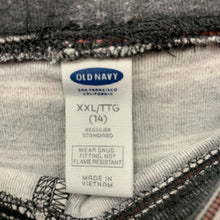 OLD NAVY
SAN FRANCISCO
CALIFORNIA
XXL/TTG
(14)
REGULAR
STANDARD
WEAR SNUG
FITTING, NOT
FLAME RESISTANT
MADE IN
VIETNAM